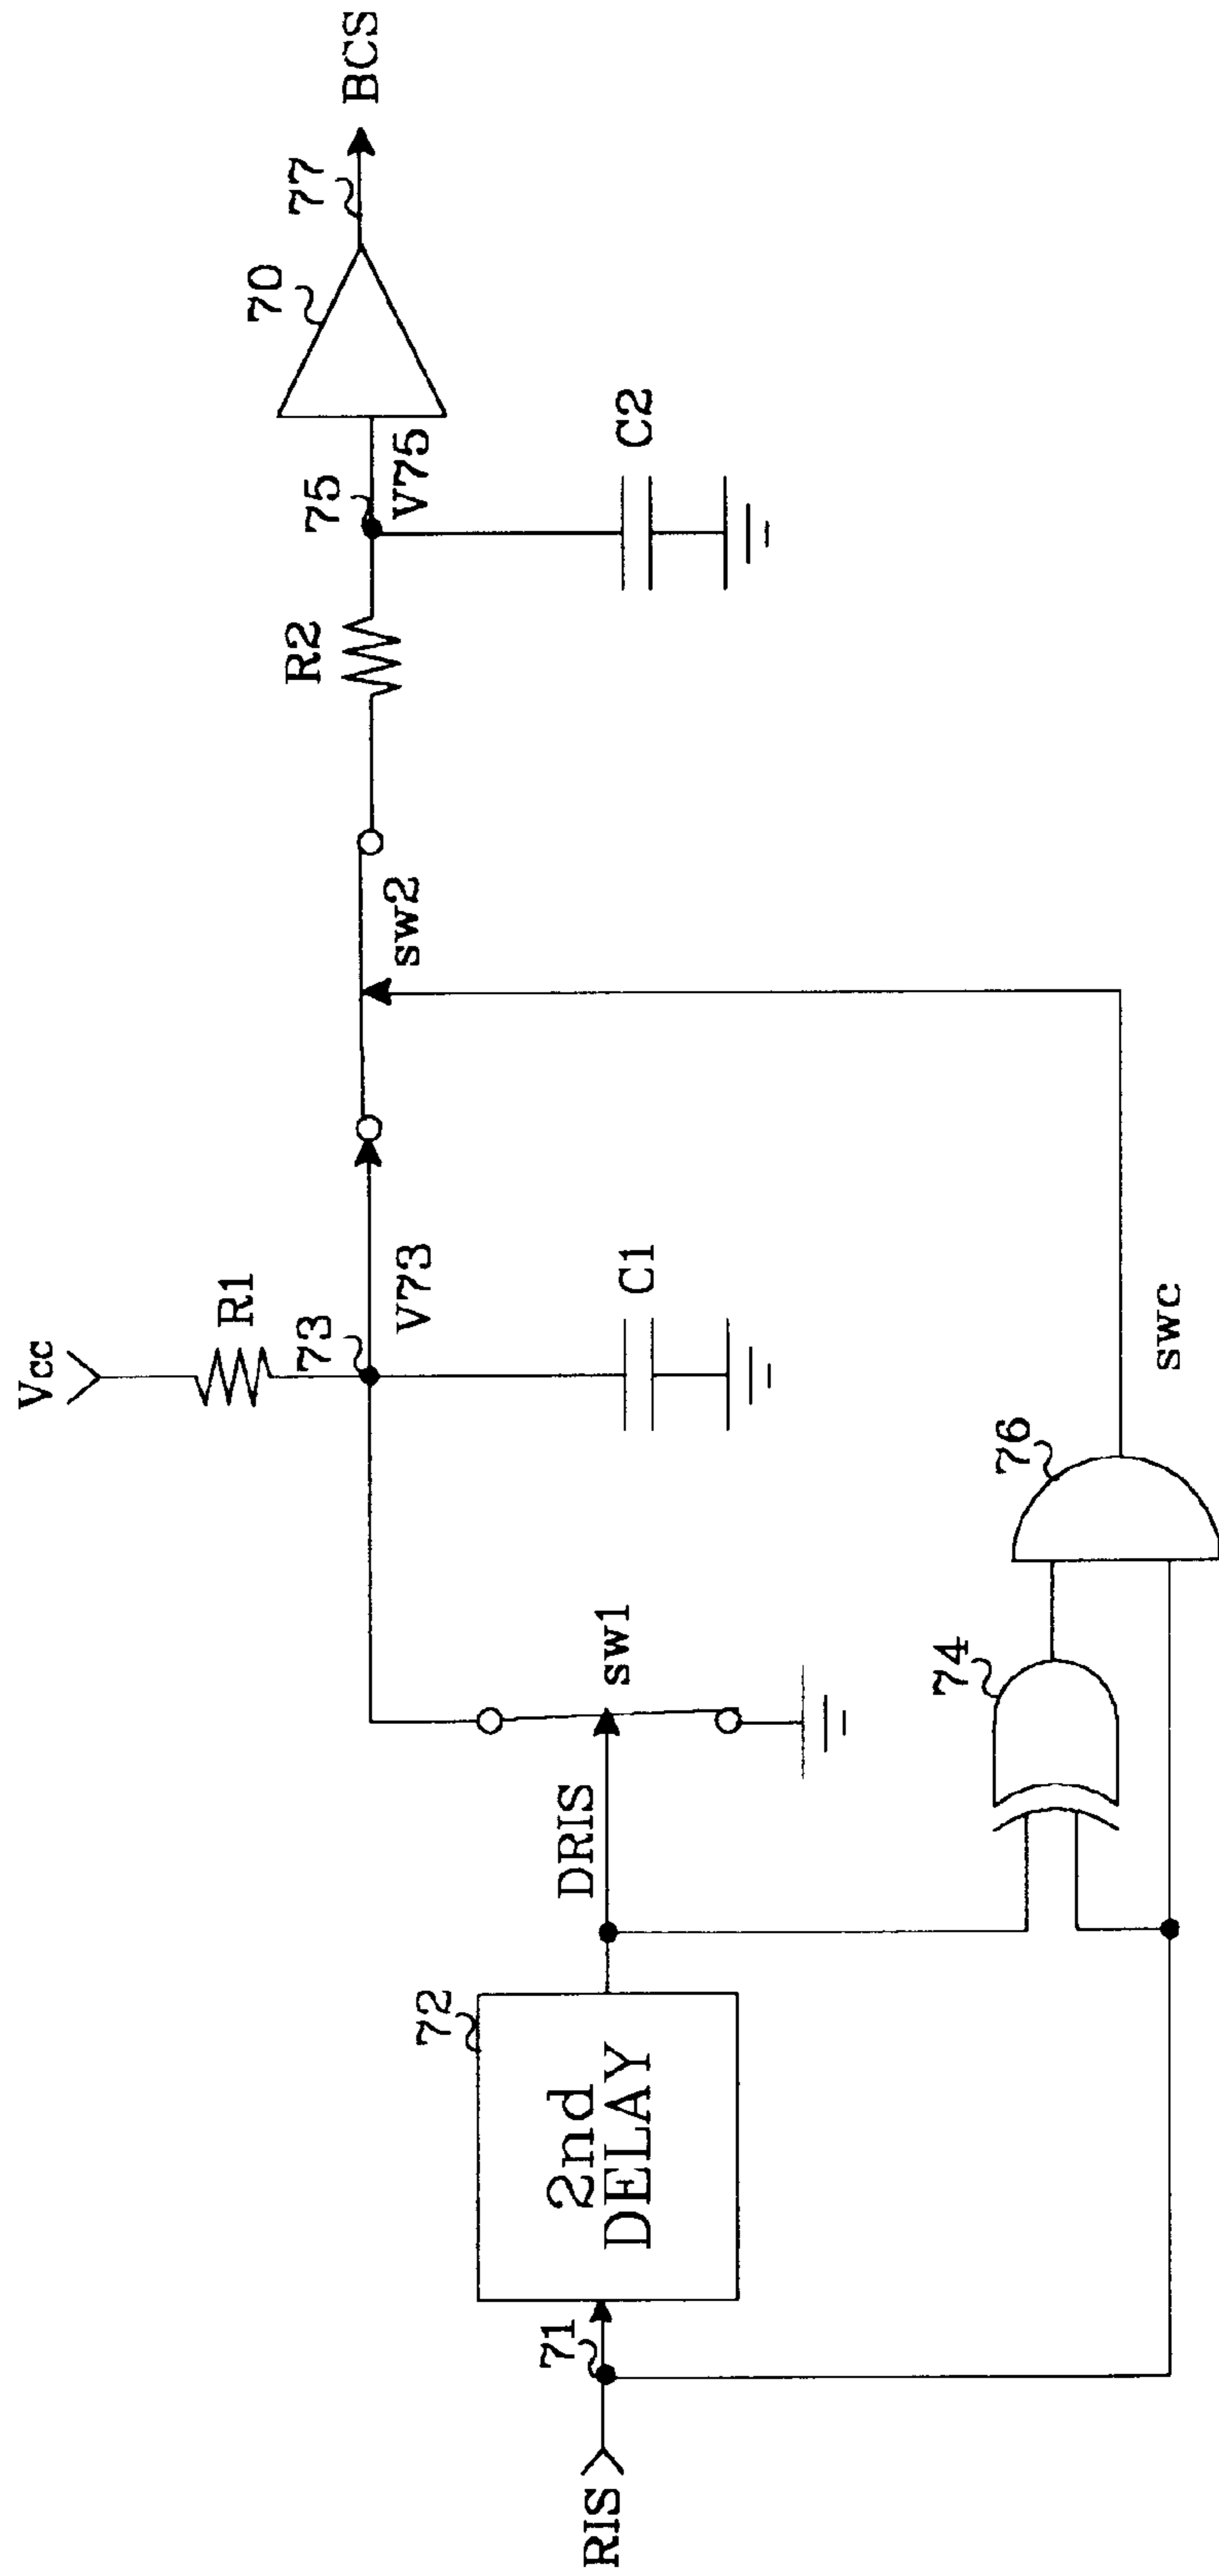 RIS
71
2nd
DELAY
72
DRIS
sw1
74
76
swc
Vcc
R1
73
V73
C1
sw2
R2
75
V75
C2
70
77
BCS